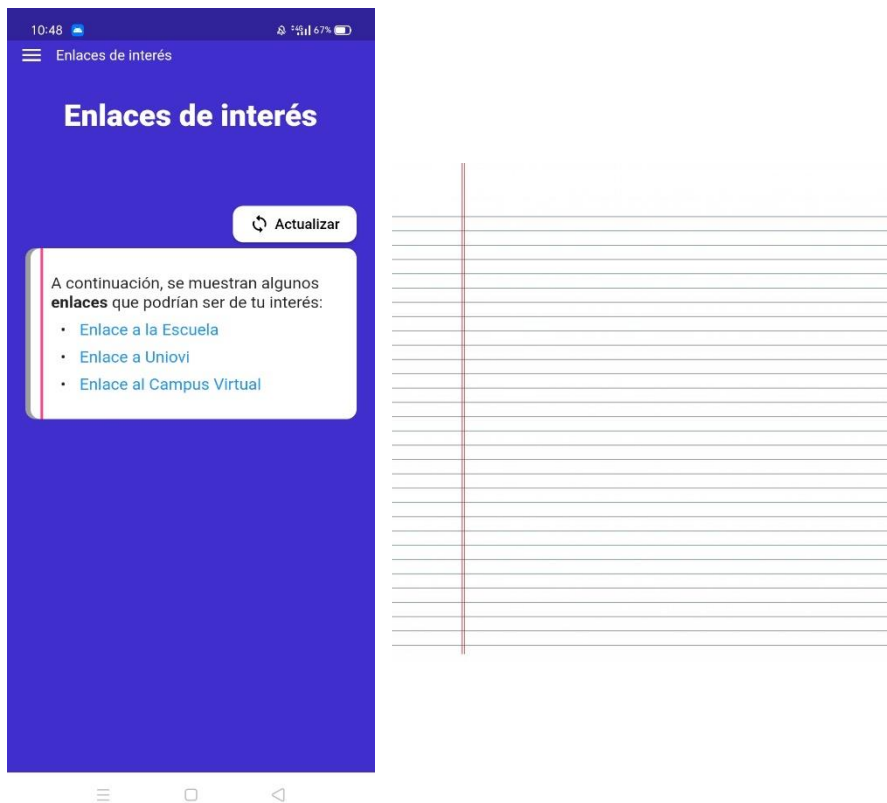 10:48 67%
Enlaces de interés
Enlaces de interés
Actualizar
A continuación, se muestran algunos
enlaces que podrían ser de tu interés:
• Enlace a la Escuela
• Enlace a Uniovi
• Enlace al Campus Virtual